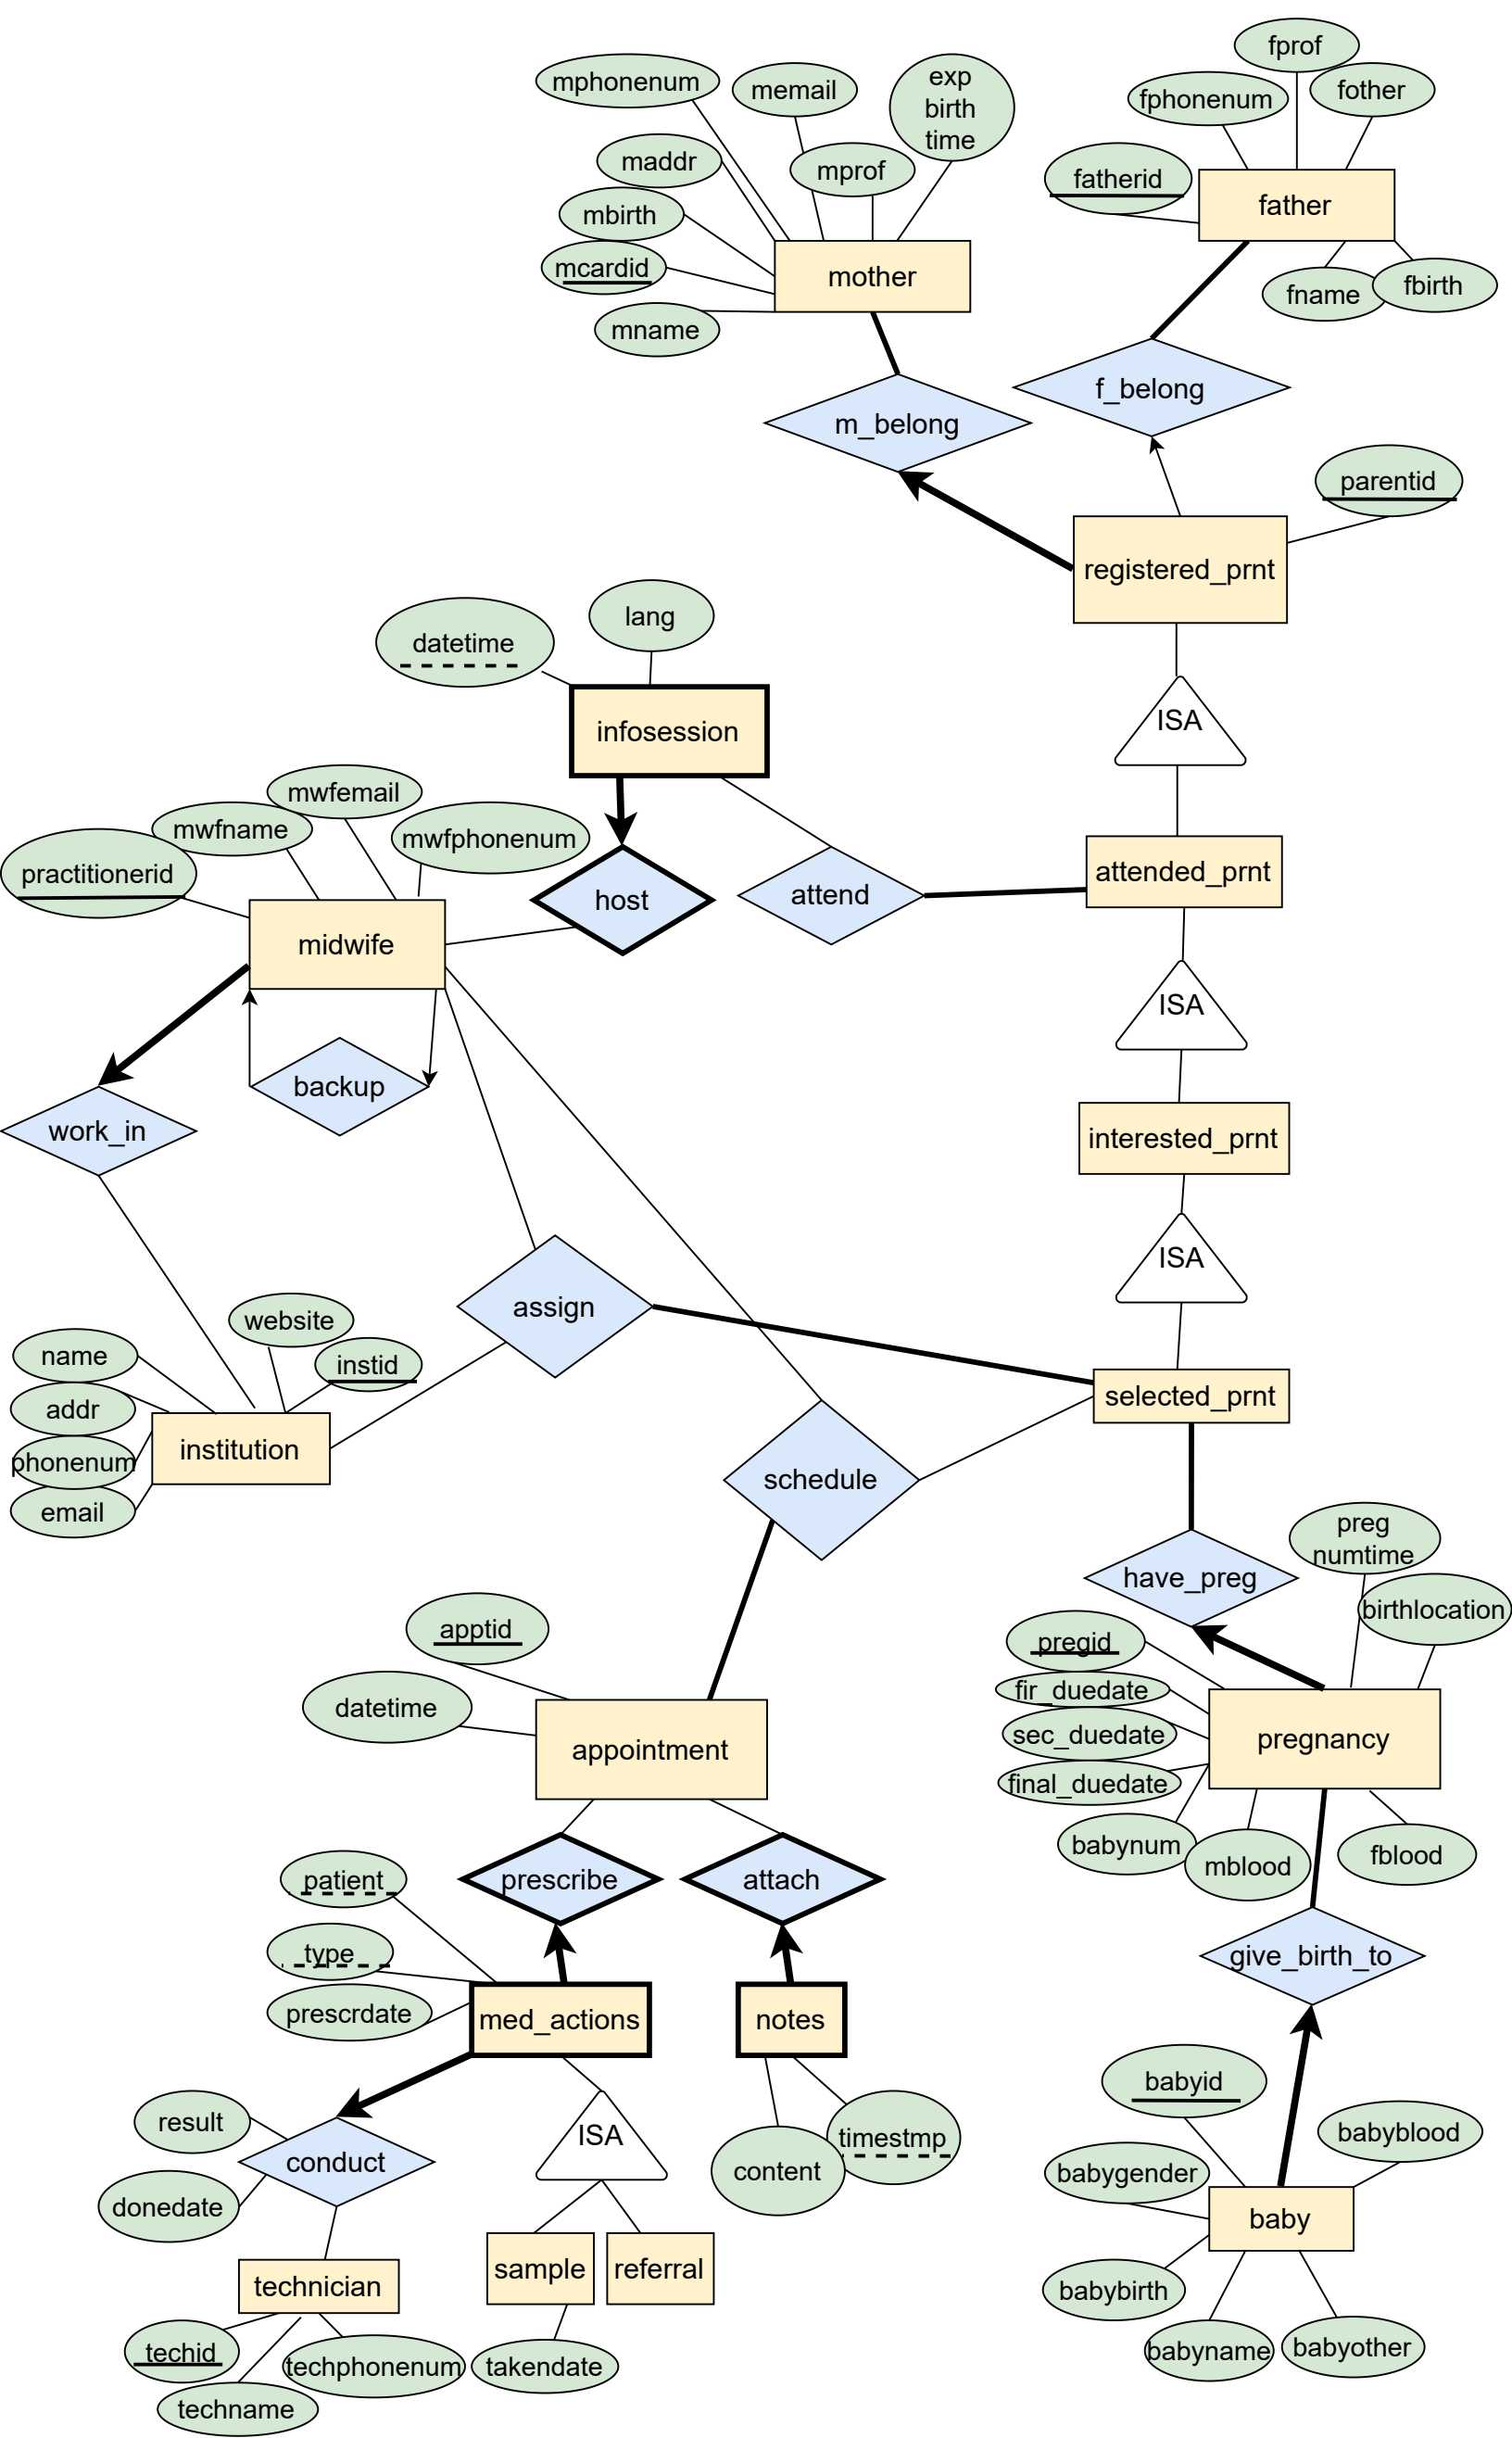 fprof
mphonenum
memail
exp
birth
time
fphonenum
fother
maddr
mprof
fatherid
father
mbirth
mcardid
mother
fname
fbirth
mname
f_belong
m_belong
parentid
registered_prnt
datetime
lang
infosession
ISA
mwfemail
mwfname
mwfphonenum
practitionerid
host
attend
attended_prnt
midwife
ISA
backup
work_in
interested_prnt
ISA
assign
website
name
instid
addr
selected_prnt
institution
phonenum
schedule
email
preg
numtime
have_preg
birthlocation
apptid
pregid
fir_duedate
datetime
sec_duedate
pregnancy
appointment
final_duedate
babynum
mblood
fblood
patient
prescribe
attach
type
give_birth_to
prescrdate
med_actions
notes
babyid
result
ISA
timestmp
babyblood
conduct
content
babygender
donedate
baby
sample
referral
technician
babybirth
techid
techphonenum
takendate
babyname
babyother
techname